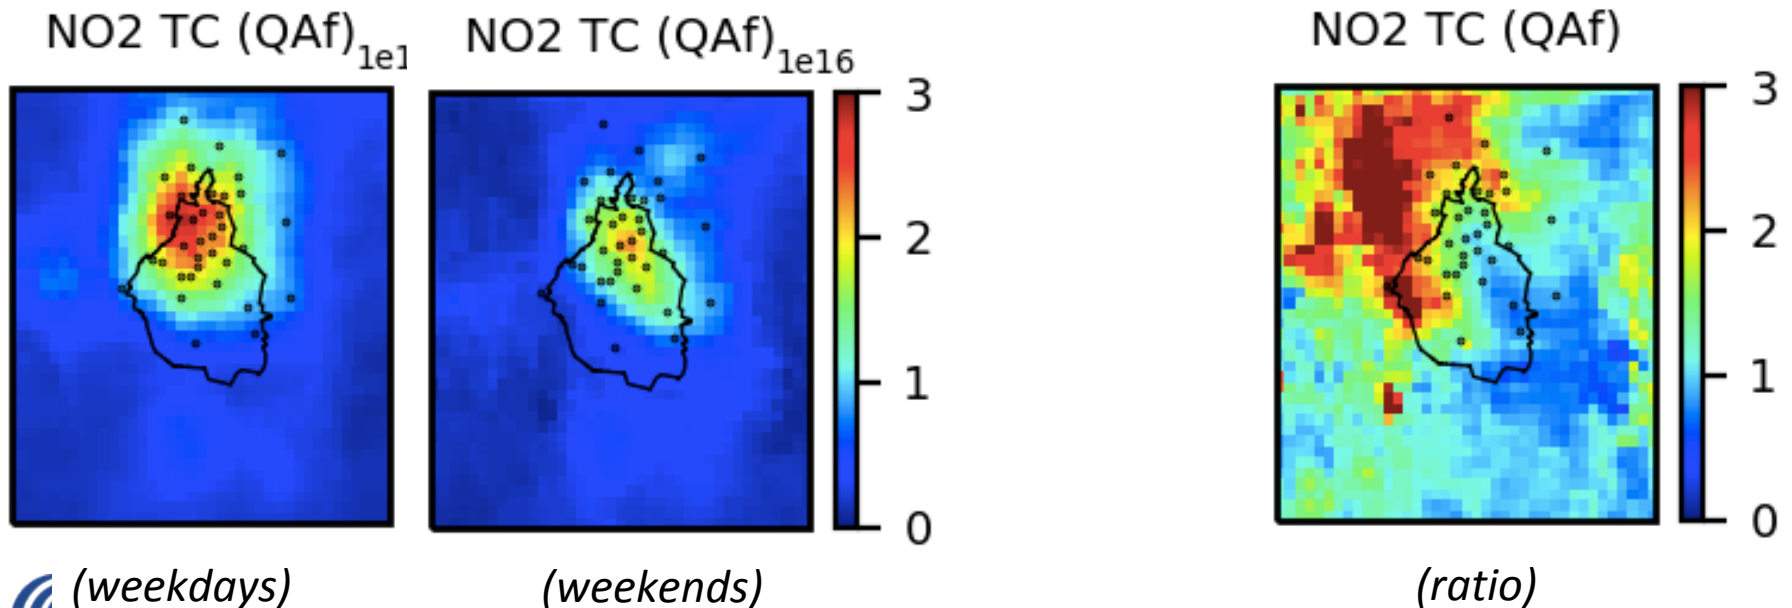 NO2 TC (QAf)
1e1
NO2 TC (QAf)
1e16
3
2
1
0
NO2 TC (QAf)
3
2
1
0
(weekdays)
(weekends)
(ratio)